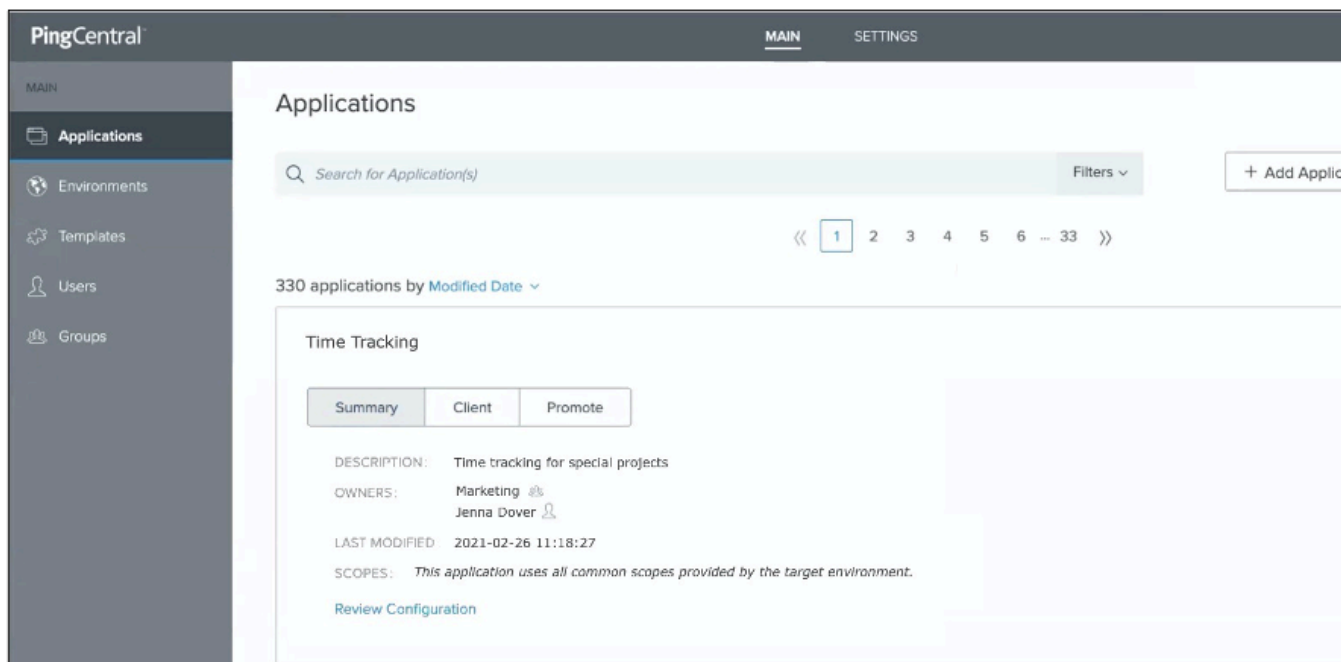 PingCentral
MAIN SETTINGS
MAIN
Applications
Environments
Templates
Users
Groups
Applications
Search for Application(s) Filters
+ Add Applic
« 1 2 3 4 5 6 ... 33 »
330 applications by Modified Date
Time Tracking
Summary Client Promote
DESCRIPTION: Time tracking for special projects
OWNERS: Marketing
Jenna Dover
LAST MODIFIED 2021-02-26 11:18:27
SCOPES: This application uses all common scopes provided by the target environment.
Review Configuration